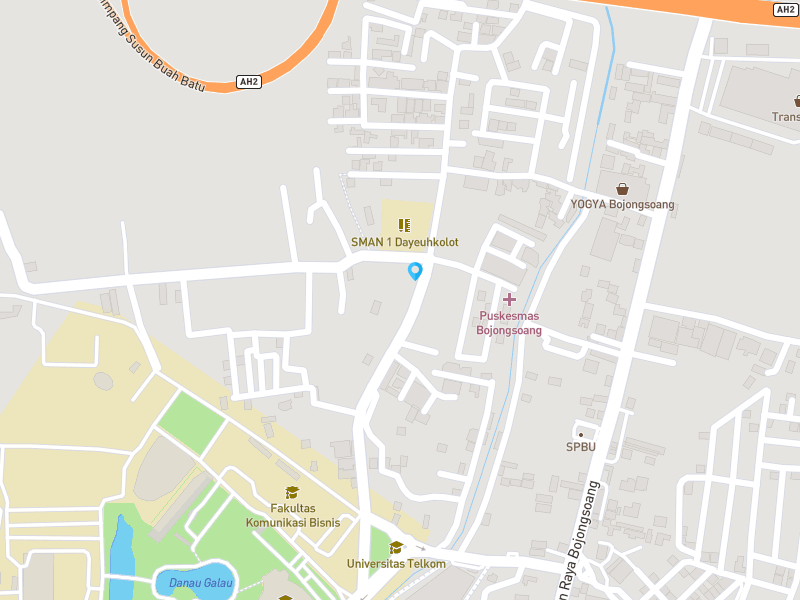 AH2
impang Susun Buah Batu
AH2
Trans
YOGYA Bojongsoang
SMAN 1 Dayeuhkolot
Puskesmas
Bojongsoang
SPBU
n Raya Bojongsoang
Fakultas
Komunikasi Bisnis
Universitas Telkom
Danau Galau